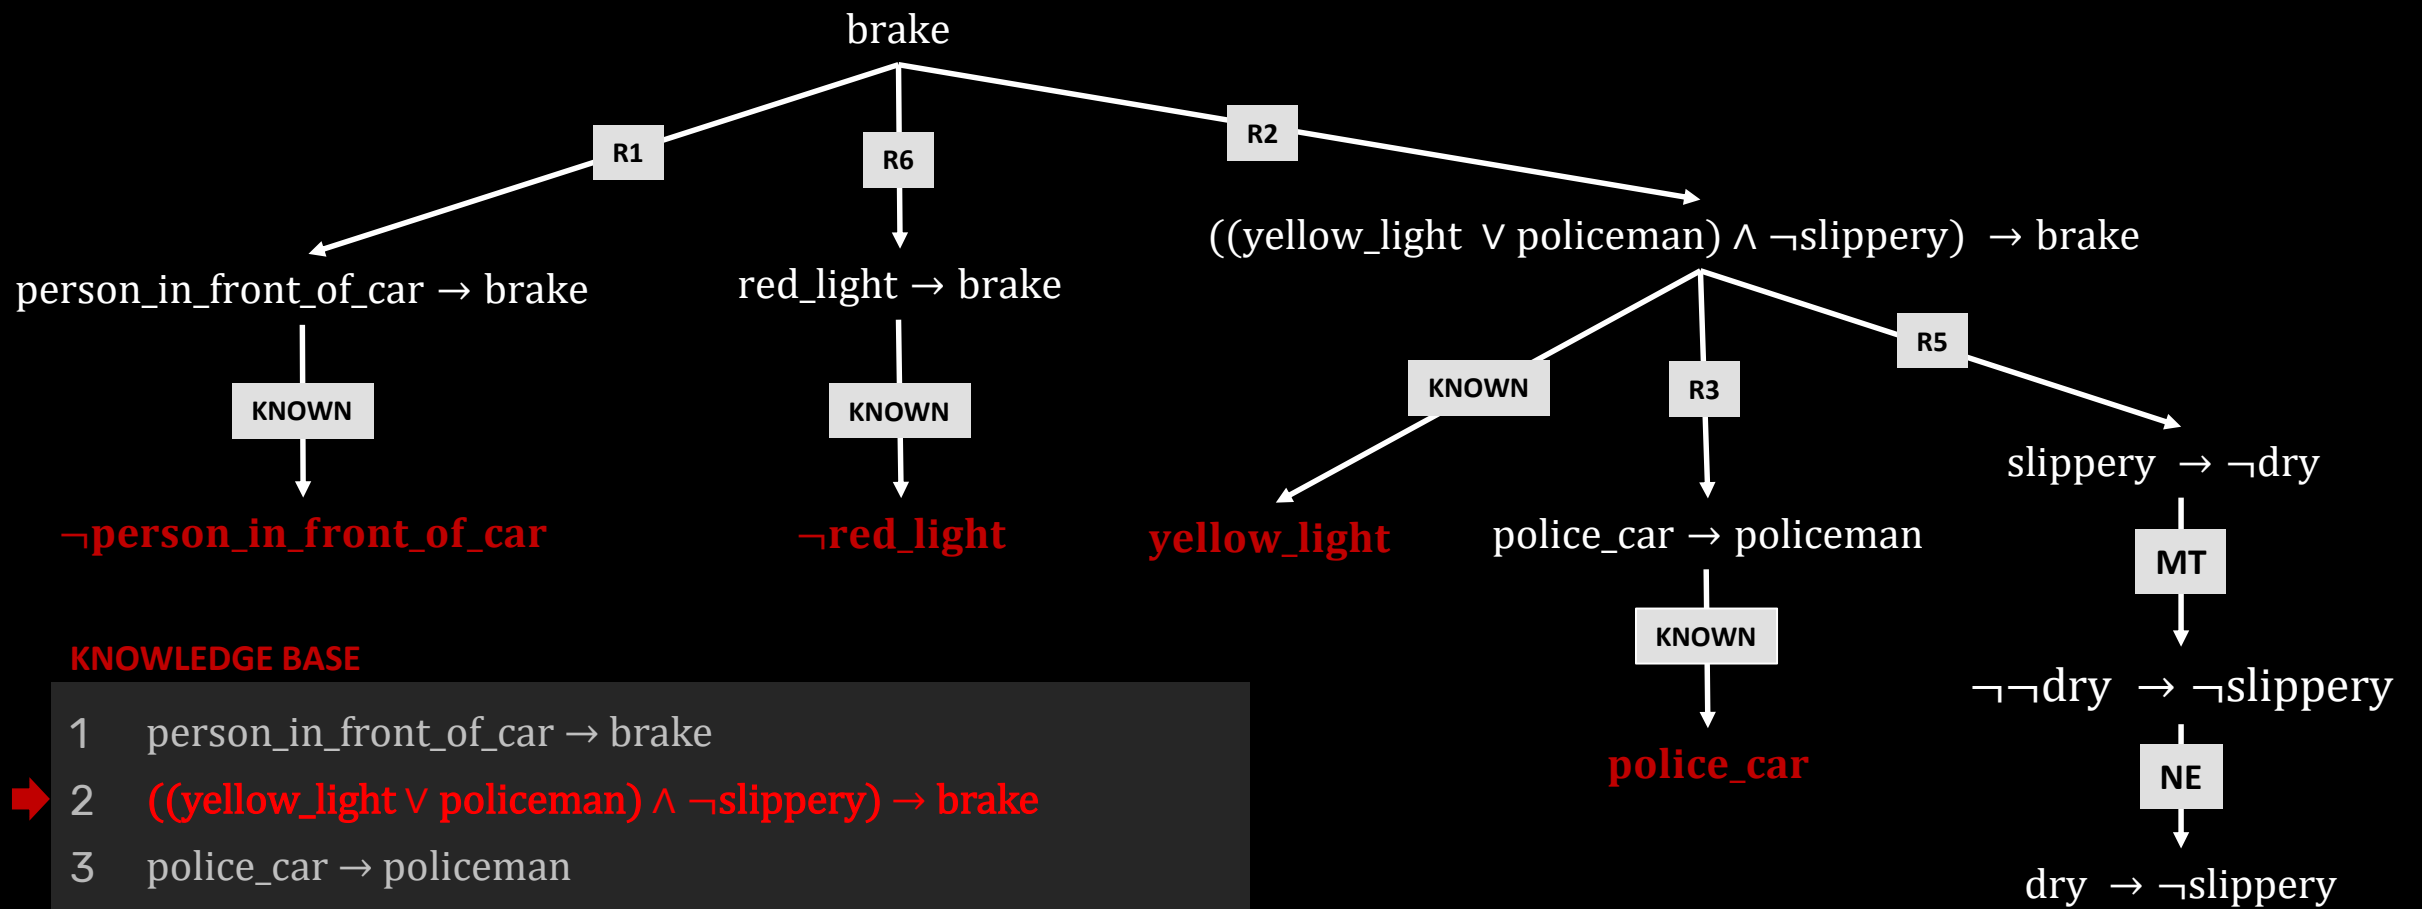 brake
R1
R6
R2
((yellow_light ∨ policeman) ∧ ¬slippery) → brake
person_in_front_of_car → brake
red_light → brake
R5
KNOWN
KNOWN
KNOWN
R3
slippery → ¬dry
¬person_in_front_of_car
¬red_light
yellow_light
police_car → policeman
MT
KNOWN
¬¬dry → ¬slippery
police_car
NE
dry → ¬slippery
KNOWLEDGE BASE
1 person_in_front_of_car → brake
2 ((yellow_light ∨ policeman) ∧ ¬slippery) → brake
3 police_car → policeman